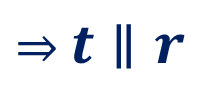 ⇒ t ∥ r